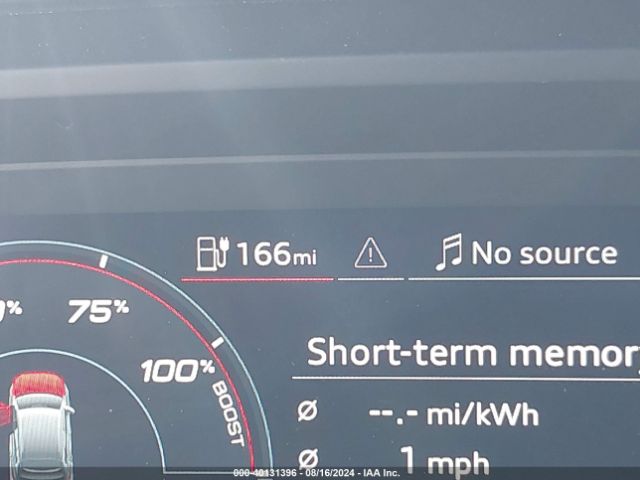 166mi
No source
75%
100%
BOOST
Short-term memory
Ø --.- mi/kWh
Ø 1 mph
000-40131396 - 08/16/2024 - IAA Inc.